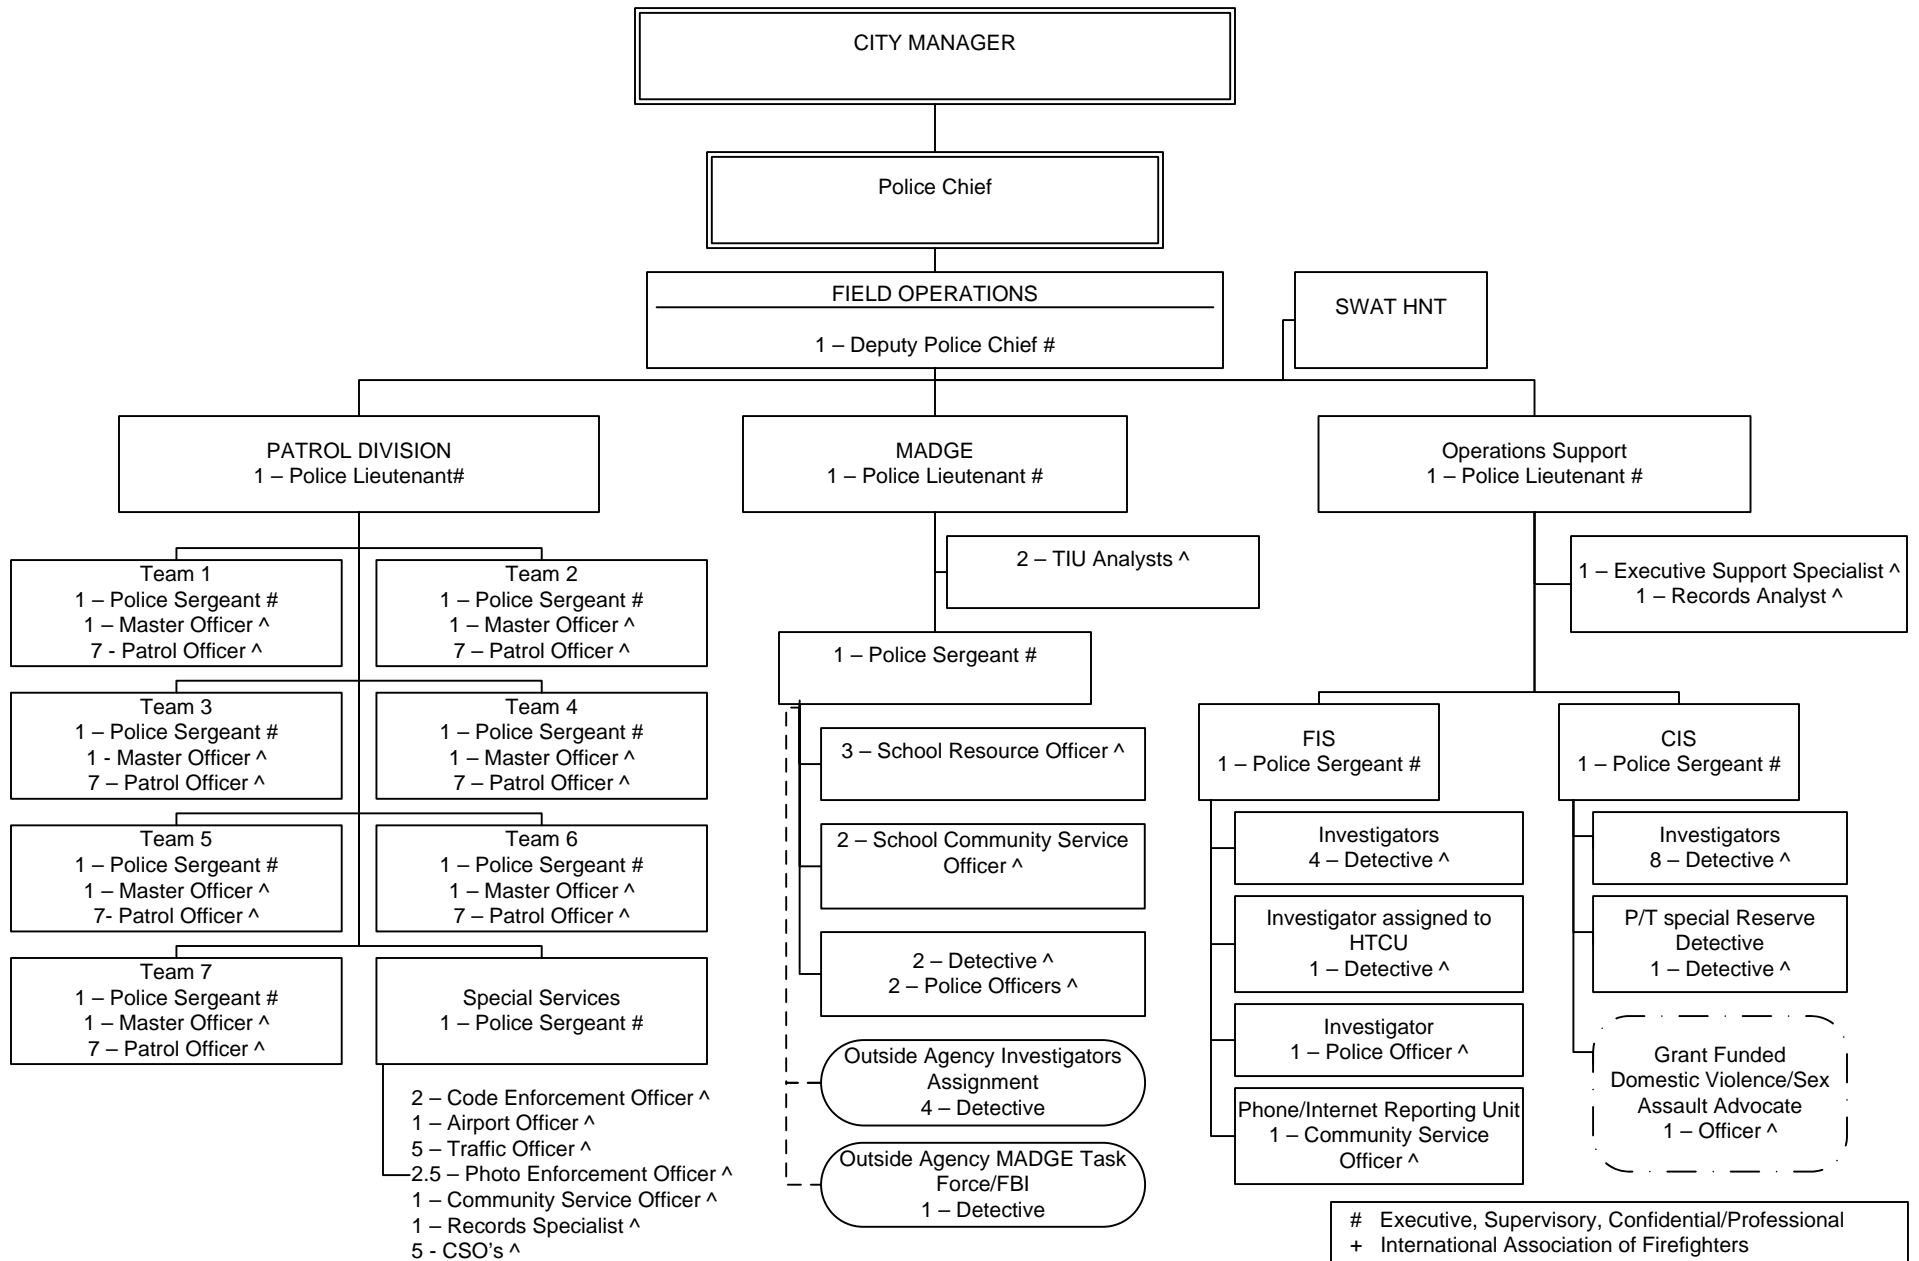 CITY MANAGER
Police Chief
FIELD OPERATIONS
1 – Deputy Police Chief #
SWAT HNT
PATROL DIVISION
1 – Police Lieutenant#
MADGE
1 – Police Lieutenant #
Operations Support
1 – Police Lieutenant #
Team 1
1 – Police Sergeant #
1 – Master Officer ^
7 - Patrol Officer ^
Team 2
1 – Police Sergeant #
1 – Master Officer ^
7 – Patrol Officer ^
Team 3
1 – Police Sergeant #
1 - Master Officer ^
7 – Patrol Officer ^
Team 4
1 – Police Sergeant #
1 – Master Officer ^
7 – Patrol Officer ^
Team 5
1 – Police Sergeant #
1 – Master Officer ^
7- Patrol Officer ^
Team 6
1 – Police Sergeant #
1 – Master Officer ^
7 – Patrol Officer ^
Team 7
1 – Police Sergeant #
1 – Master Officer ^
7 – Patrol Officer ^
Special Services
1 – Police Sergeant #
2 – Code Enforcement Officer ^
1 – Airport Officer ^
5 – Traffic Officer ^
2.5 – Photo Enforcement Officer ^
1 – Community Service Officer ^
1 – Records Specialist ^
5 - CSO's ^
2 – TIU Analysts ^
1 – Police Sergeant #
3 – School Resource Officer ^
2 – School Community Service
Officer ^
2 – Detective ^
2 – Police Officers ^
Outside Agency Investigators
Assignment
4 – Detective
Outside Agency MADGE Task
Force/FBI
1 – Detective
1 – Executive Support Specialist ^
1 – Records Analyst ^
FIS
1 – Police Sergeant #
Investigators
4 – Detective ^
Investigator assigned to
HTCU
1 – Detective ^
Investigator
1 – Police Officer ^
Phone/Internet Reporting Unit
1 – Community Service
Officer ^
CIS
1 – Police Sergeant #
Investigators
8 – Detective ^
P/T special Reserve
Detective
1 – Detective ^
Grant Funded
Domestic Violence/Sex
Assault Advocate
1 – Officer ^
# Executive, Supervisory, Confidential/Professional
+ International Association of Firefighters